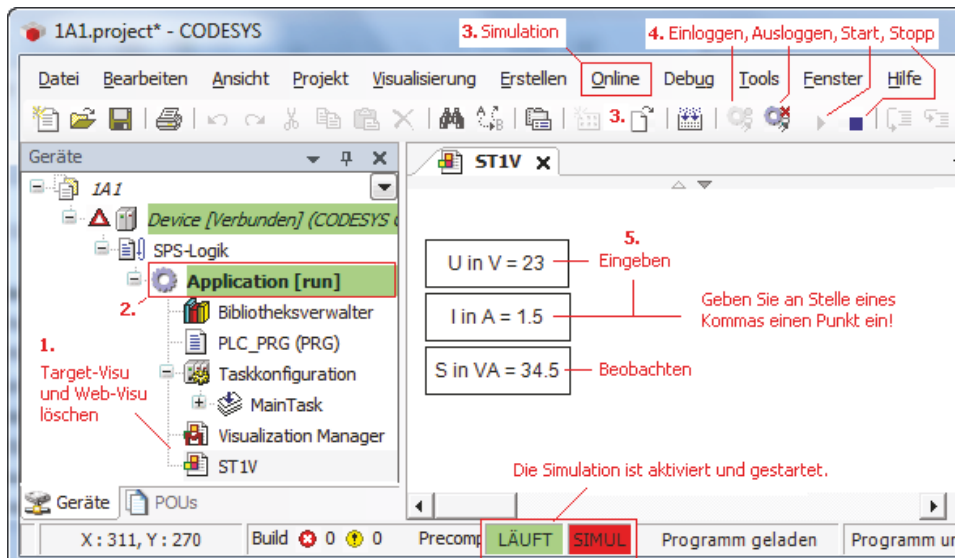 1A1.project* - CODESYS
3. Simulation
4. Einloggen, Ausloggen, Start, Stopp
Datei Bearbeiten Ansicht Projekt Visualisierung Erstellen Online Debug Tools Fenster Hilfe
3.
Geräte
ST1V
1A1
Device [Verbunden] (CODESYS
SPS-Logik
Application [run]
2.
Bibliotheksverwalter
PLC_PRG (PRG)
1.
Target-Visu
und Web-Visu
löschen
Taskkonfiguration
MainTask
Visualization Manager
ST1V
U in V = 23
5.
Eingeben
I in A = 1.5
Geben Sie an Stelle eines
Kommas einen Punkt ein!
S in VA = 34.5
Beobachten
Die Simulation ist aktiviert und gestartet.
Geräte POUs
X : 311, Y : 270 Build 0 0 Precomp LÄUFT SIMUL Programm geladen Programm